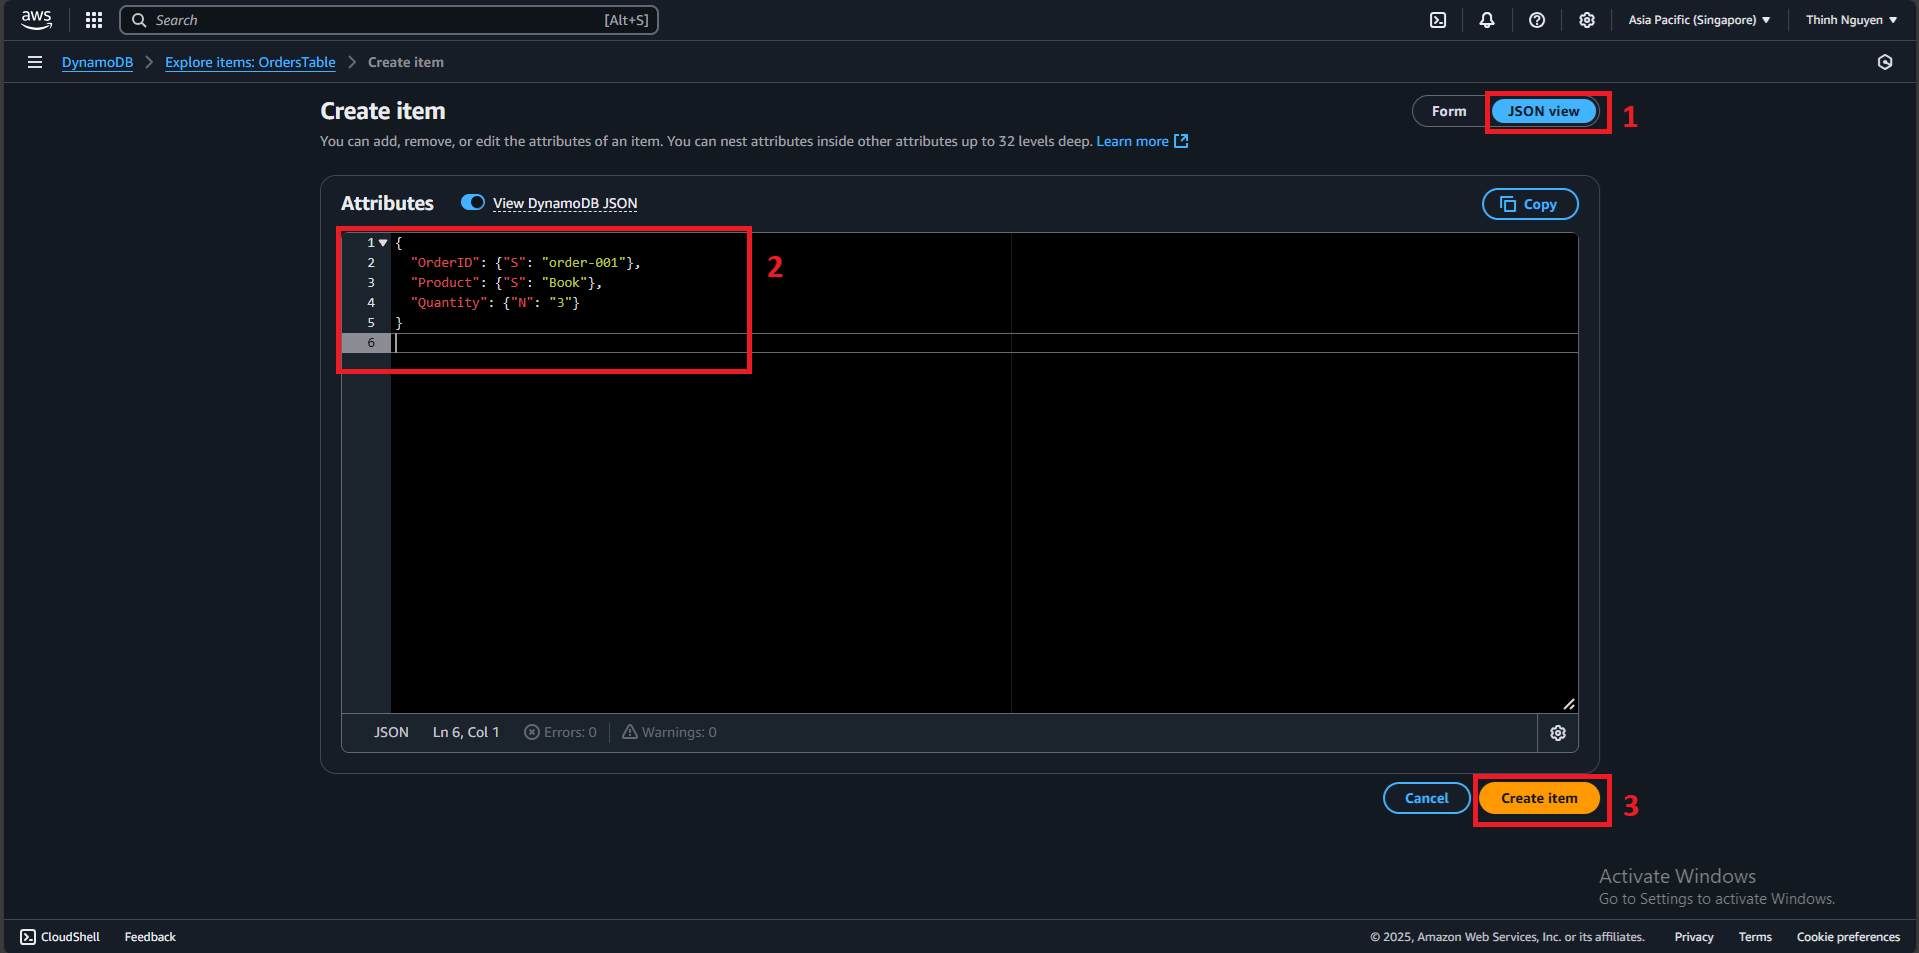 aws
Search [Alt+S]
Asia Pacific (Singapore)
Thinh Nguyen
DynamoDB
Explore items: OrdersTable
Create item
Create item
Form
JSON view
1
You can add, remove, or edit the attributes of an item. You can nest attributes inside other attributes up to 32 levels deep. Learn more
Attributes
View DynamoDB JSON
Copy
1 {
2 "OrderID": {"S": "order-001"},
3 "Product": {"S": "Book"},
4 "Quantity": {"N": "3"}
5 }
6
2
JSON
Ln 6, Col 1
Errors: 0
Warnings: 0
Cancel
Create item
3
Activate Windows
Go to Settings to activate Windows.
CloudShell
Feedback
© 2025, Amazon Web Services, Inc. or its affiliates.
Privacy
Terms
Cookie preferences